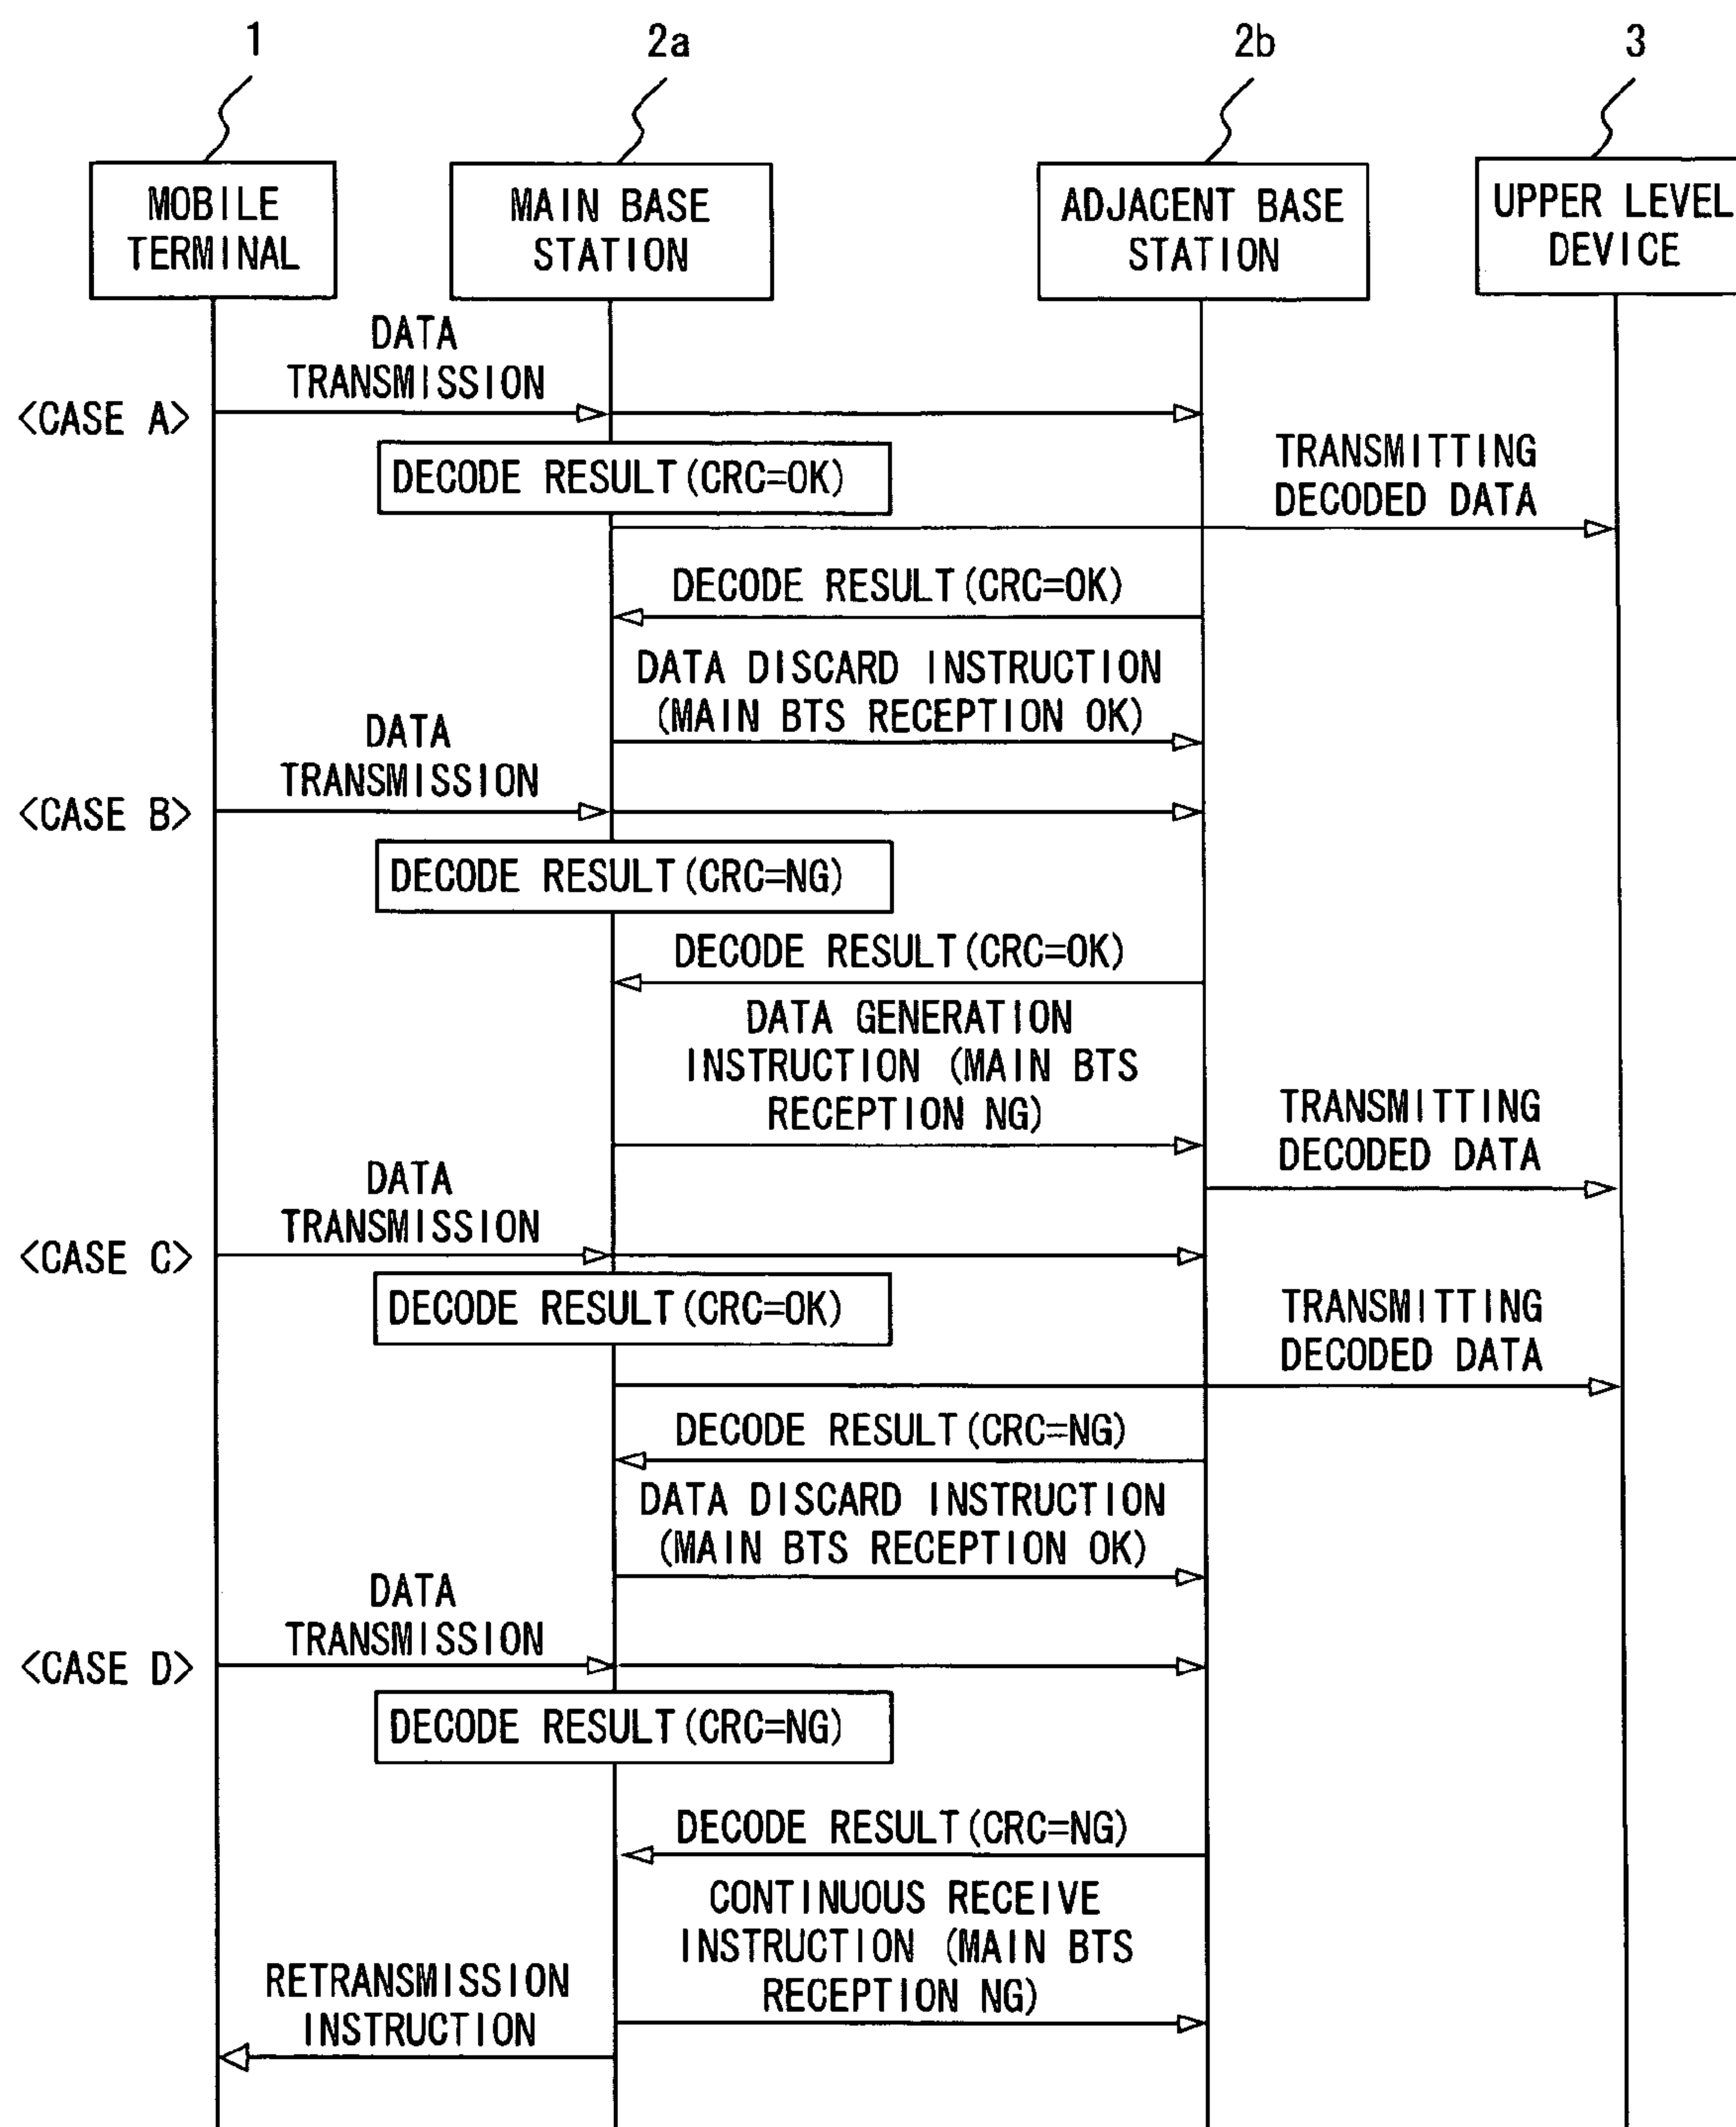 1
2a
2b
3
MOBILE
TERMINAL
MAIN BASE
STATION
ADJACENT BASE
STATION
UPPER LEVEL
DEVICE
DATA
TRANSMISSION
<CASE A>
DECODE RESULT(CRC=OK)
TRANSMITTING
DECODED DATA
DECODE RESULT(CRC=OK)
DATA DISCARD INSTRUCTION
(MAIN BTS RECEPTION OK)
DATA
TRANSMISSION
<CASE B>
DECODE RESULT(CRC=NG)
DECODE RESULT(CRC=OK)
DATA GENERATION
INSTRUCTION (MAIN BTS
RECEPTION NG)
TRANSMITTING
DECODED DATA
DATA
TRANSMISSION
<CASE C>
DECODE RESULT(CRC=OK)
TRANSMITTING
DECODED DATA
DECODE RESULT(CRC=NG)
DATA DISCARD INSTRUCTION
(MAIN BTS RECEPTION OK)
DATA
TRANSMISSION
<CASE D>
DECODE RESULT(CRC=NG)
DECODE RESULT(CRC=NG)
CONTINUOUS RECEIVE
INSTRUCTION (MAIN BTS
RECEPTION NG)
RETRANSMISSION
INSTRUCTION